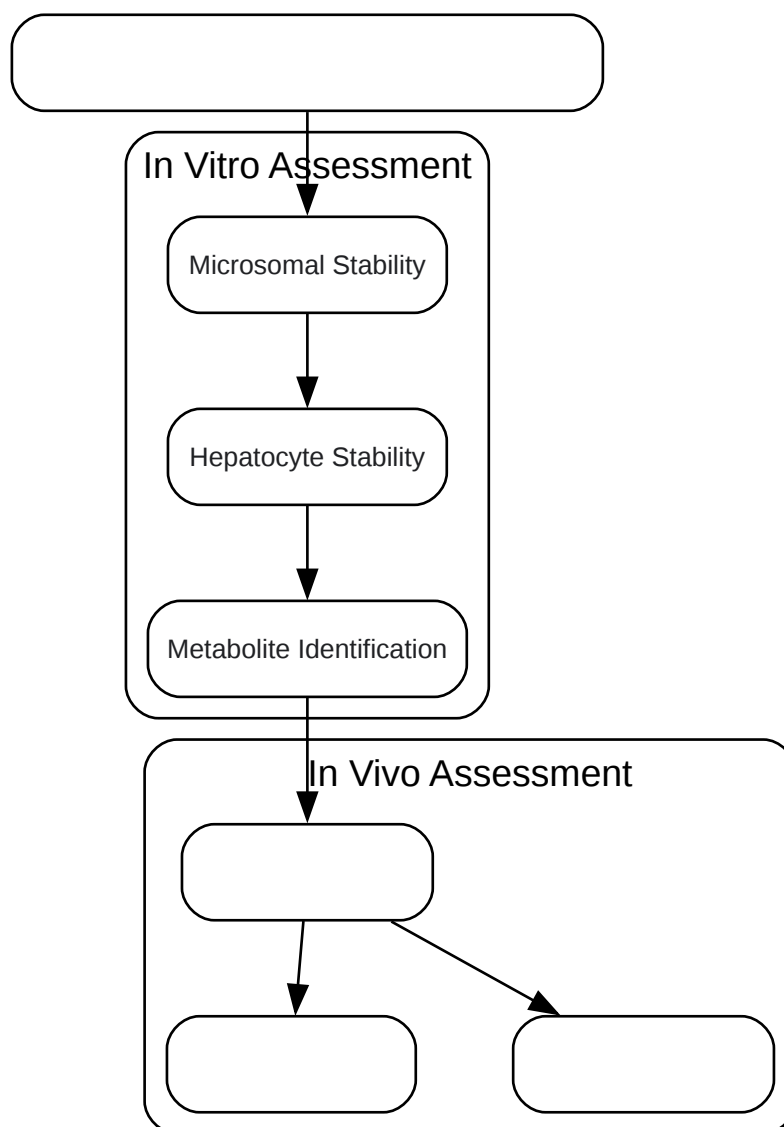 In Vitro Assessment
Microsomal Stability
Hepatocyte Stability
Metabolite Identification
In Vivo Assessment